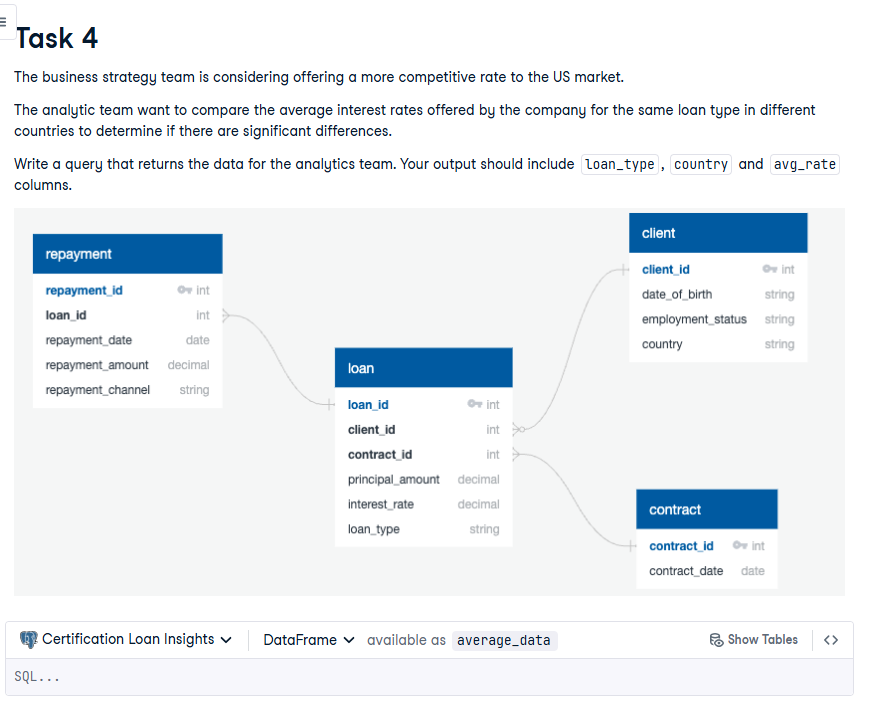 Task 4
The business strategy team is considering offering a more competitive rate to the US market.
The analytic team want to compare the average interest rates offered by the company for the same loan type in different
countries to determine if there are significant differences.
Write a query that returns the data for the analytics team. Your output should include loan_type, country and avg_rate
columns.
repayment
repayment_id int
loan_id int
repayment_date date
repayment_amount decimal
repayment_channel string
loan
loan_id int
client_id int
contract_id int
principal_amount decimal
interest_rate decimal
loan_type string
client
client_id int
date_of_birth string
employment_status string
country string
contract
contract_id int
contract_date date
Certification Loan Insights DataFrame available as average_data Show Tables <>
SQL...